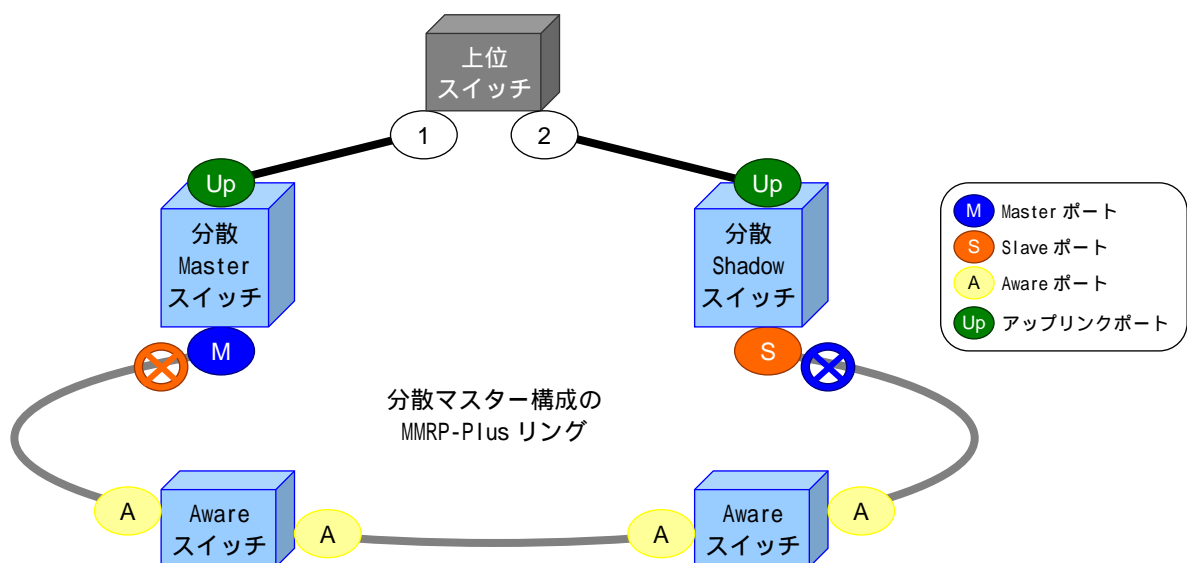 上位
スイッチ
1
2
Up
Up
分散
Master
スイッチ
分散
Shadow
スイッチ
M
S
分散マスター構成の
MMRP-Plus リング
A
Aware
スイッチ
A
A
Aware
スイッチ
A
M Master ポート
S Slave ポート
A Aware ポート
Up アップリンクポート